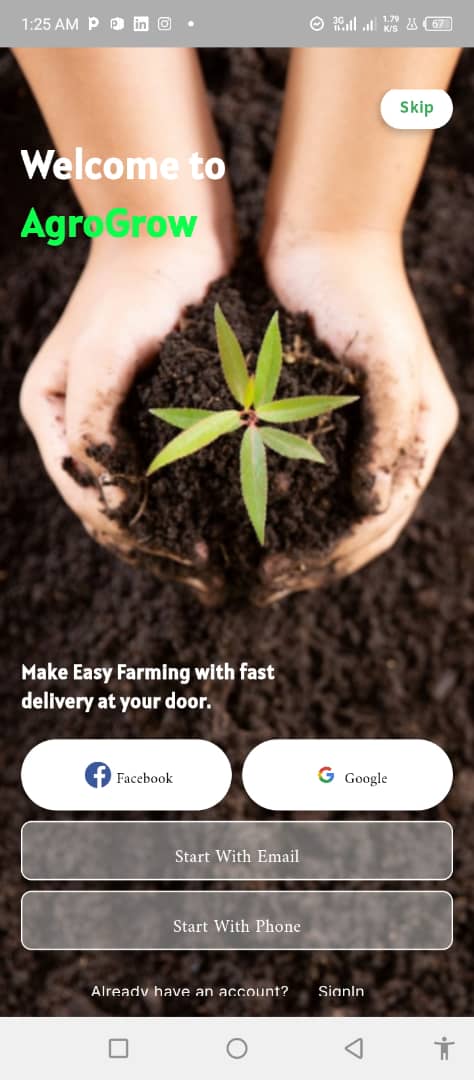 1:25 AM
3G
1.79
K/S
67
Skip
Welcome to
AgroGrow
Make Easy Farming with fast
delivery at your door.
Facebook
Google
Start With Email
Start With Phone
Already have an account? SignIn